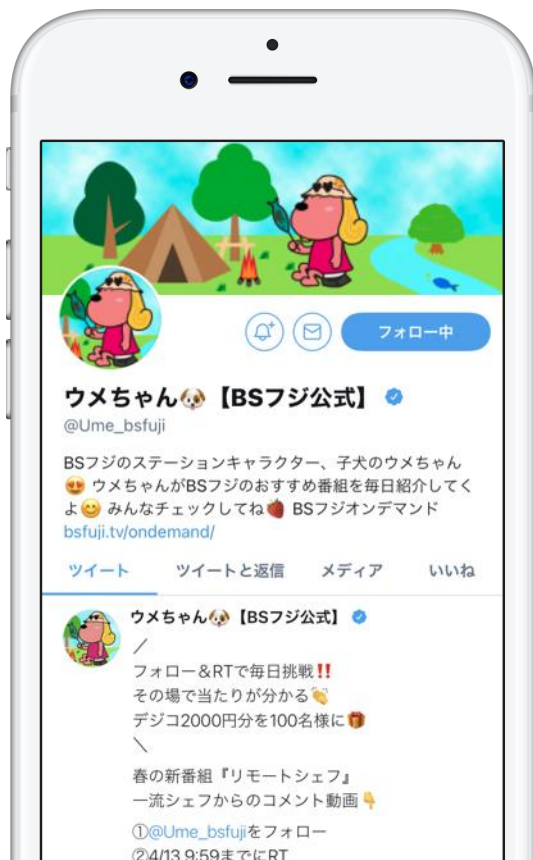 フォロー中
ウメちゃん🐶【BSフジ公式】
@Ume_bsfuji
BSフジのステーションキャラクター、子犬のウメちゃん
😍 ウメちゃんがBSフジのおすすめ番組を毎日紹介してく
よ😊 みんなチェックしてね🍓 BSフジオンデマンド
bsfuji.tv/ondemand/
ツイート ツイートと返信 メディア いいね
ウメちゃん🐶【BSフジ公式】
／
フォロー＆RTで毎日挑戦‼️
その場で当たりが分かる👏
デジコ2000円分を100名様に🎁
＼
春の新番組『リモートシェフ』
一流シェフからのコメント動画👇
①@Ume_bsfujiをフォロー
②4/13 9:59までにRT